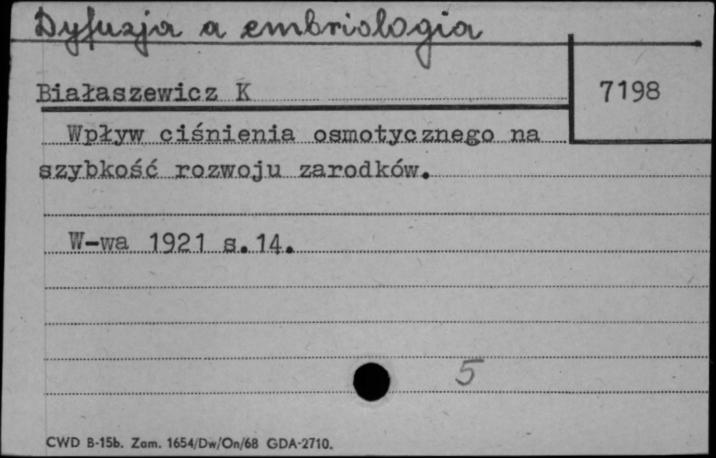 Dyfuzja a embriologia
Białaszewicz K
7198
Wpływ ciśnienia osmotycznego na
szybkość rozwoju zarodków.
W-wa 1921 s.14.
5
CWD B-15b. Zam. 1654/Dw/On/68 GDA-2710.